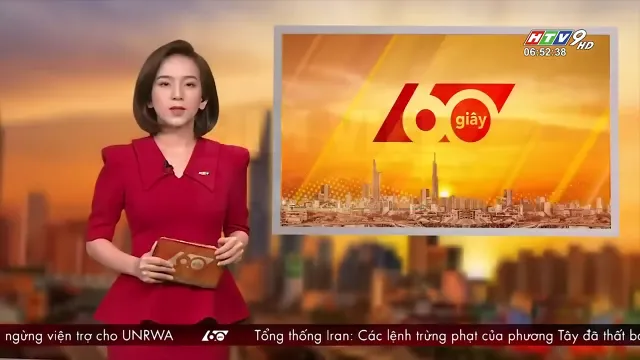 HTV9 HD
06:52:38
60 giây
ngừng viện trợ cho UNRWA 60 Tổng thống Iran: Các lệnh trừng phạt của phương Tây đã thất b